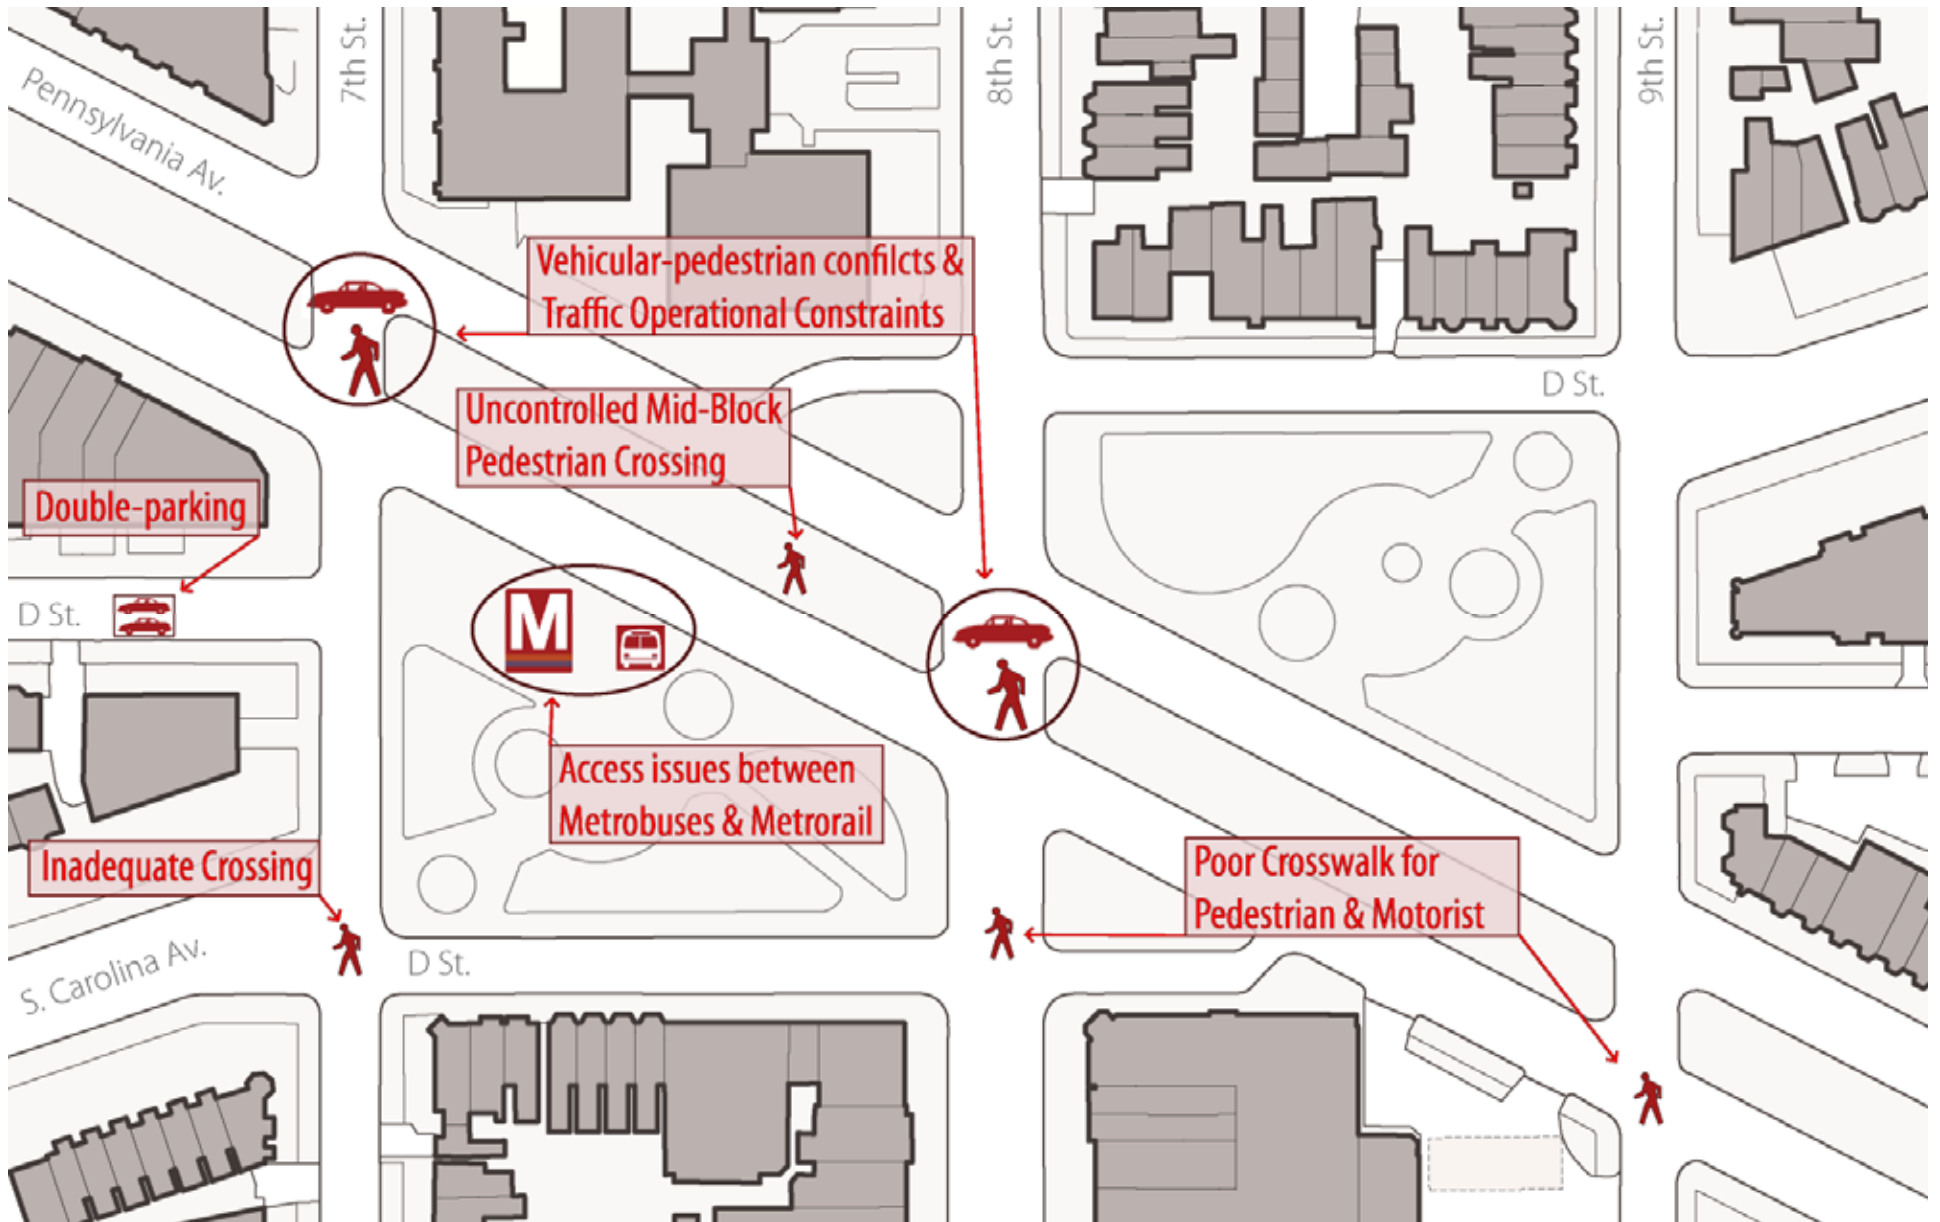 7th St.
8th St.
9th St.
Pennsylvania Av.
Vehicular-pedestrian confilcts &
Traffic Operational Constraints
D St.
Uncontrolled Mid-Block
Pedestrian Crossing
Double-parking
D St.
M
Access issues between
Metrobuses & Metrorail
Inadequate Crossing
Poor Crosswalk for
Pedestrian & Motorist
S. Carolina Av.
D St.